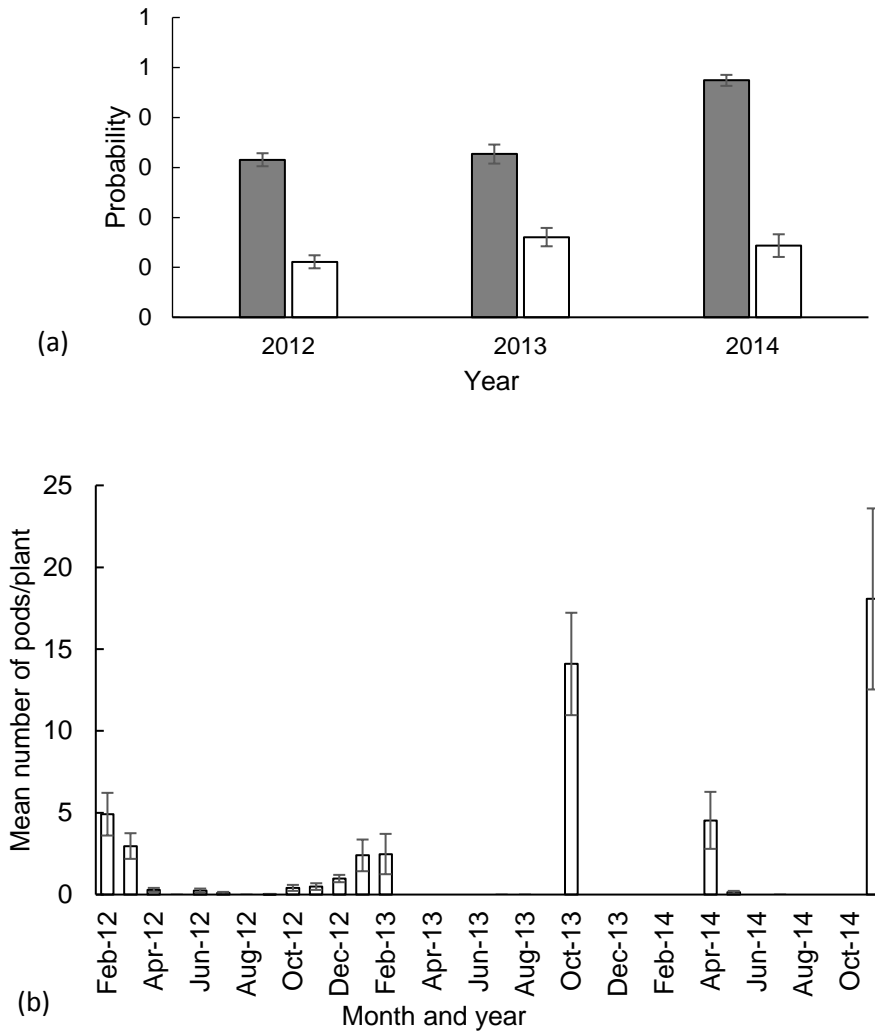 1
1
0
0
0
0
0
Probability
2012 2013 2014
Year
(a)
25
20
15
10
5
0
Mean number of pods/plant
Feb-12 Apr-12 Jun-12 Aug-12 Oct-12 Dec-12 Feb-13 Apr-13 Jun-13 Aug-13 Oct-13 Dec-13 Feb-14 Apr-14 Jun-14 Aug-14 Oct-14
Month and year
(b)